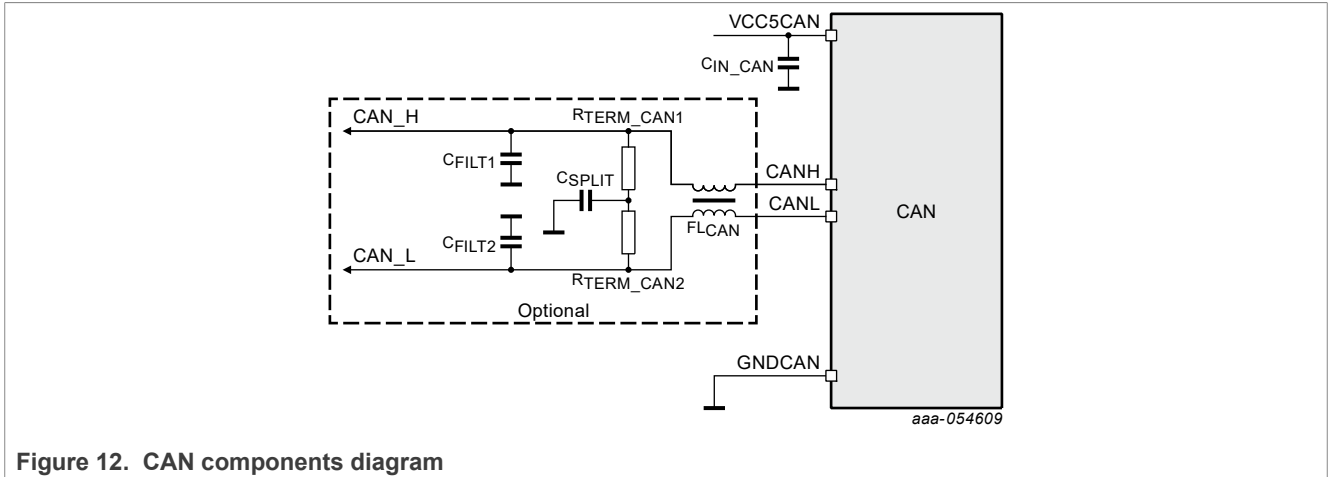 VCC5CAN
CIN_CAN
CAN_H
RTERM_CAN1
CFILT1
CSPLIT
CANH
CANL
CAN
FLCAN
CFILT2
CAN_L
RTERM_CAN2
Optional
GNDCAN
aaa-054609
Figure 12. CAN components diagram